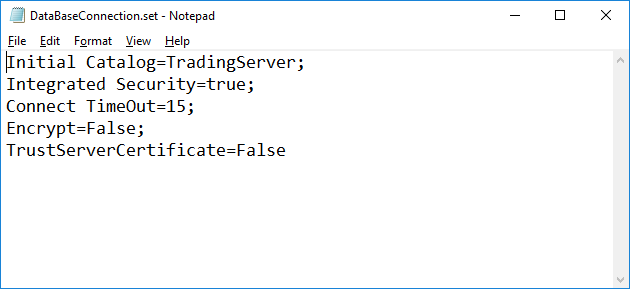 DataBaseConnection.set - Notepad
File Edit Format View Help
Initial Catalog=TradingServer;
Integrated Security=true;
Connect TimeOut=15;
Encrypt=False;
TrustServerCertificate=False